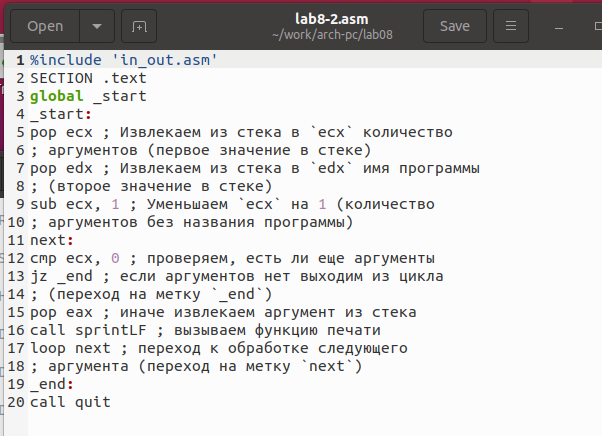 Open
lab8-2.asm
~/work/arch-pc/lab08
Save
1 %include 'in_out.asm'
2 SECTION .text
3 global _start
4 _start:
5 pop ecx ; Извлекаем из стека в `ecx` количество
6 ; аргументов (первое значение в стеке)
7 pop edx ; Извлекаем из стека в `edx` имя программы
8 ; (второе значение в стеке)
9 sub ecx, 1 ; Уменьшаем `ecx` на 1 (количество
10 ; аргументов без названия программы)
11 next:
12 cmp ecx, 0 ; проверяем, есть ли еще аргументы
13 jz _end ; если аргументов нет выходим из цикла
14 ; (переход на метку `_end`)
15 pop eax ; иначе извлекаем аргумент из стека
16 call sprintLF ; вызываем функцию печати
17 loop next ; переход к обработке следующего
18 ; аргумента (переход на метку `next`)
19 _end:
20 call quit